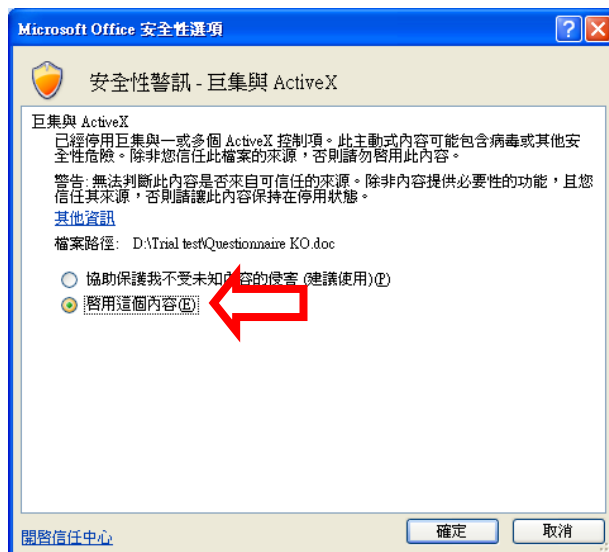 Microsoft Office 安全性選項
安全性警訊 - 巨集與 ActiveX
巨集與 ActiveX
已經停用巨集與一或多個 ActiveX 控制項。此主動式內容可能包含病毒或其他安
全性危險。除非您信任此檔案的來源，否則請勿啓用此內容。
警告: 無法判斷此內容是否來自可信任的來源。除非內容提供必要性的功能，且您
信任其來源，否則請讓此內容保持在停用狀態。
其他資訊
檔案路徑: D:\Trial test\Questionnaire KO.doc
協助保護我不受未知內容的侵害 (建議使用)(P)
啓用這個內容(E)
開啓信任中心
確定
取消